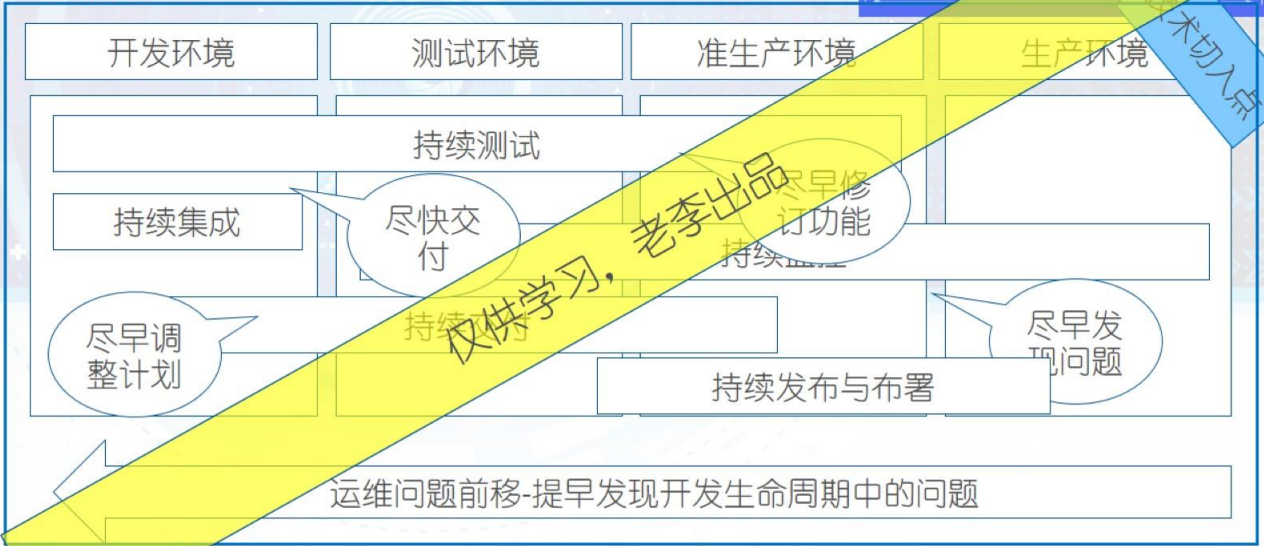 开发环境
测试环境
准生产环境
生产环境
术切入点
持续测试
持续集成
尽快交
付
尽早修
订功能
持续监控
尽早调
整计划
持续交付
尽早发
现问题
持续发布与布署
仅供学习，老李出品
运维问题前移-提早发现开发生命周期中的问题